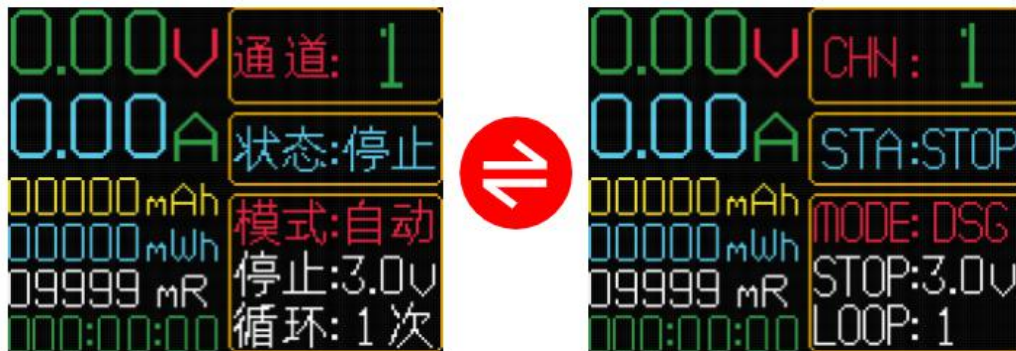 0.00V
0.00A
00000mAh
00000mWh
09999 mR
000:00:00
通道: 1
状态:停止
模式:自动
停止:3.0v
循环: 1 次
0.00V
0.00A
00000mAh
00000mWh
09999 mR
000:00:00
CHN: 1
STA:STOP
MODE: DSG
STOP:3.0v
LOOP: 1